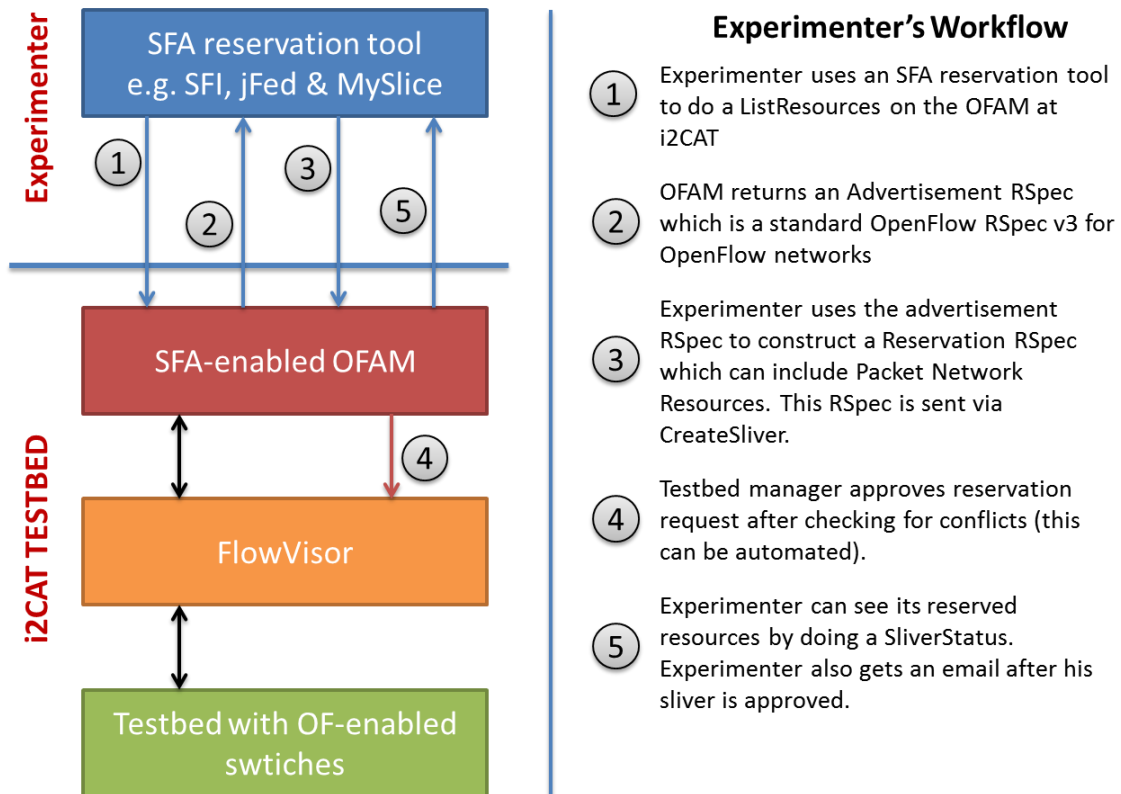 Experimenter
SFA reservation tool
e.g. SFI, jFed & MySlice
1
2
3
5
i2CAT TESTBED
SFA-enabled OFAM
4
FlowVisor
Testbed with OF-enabled
swtiches
Experimenter's Workflow
1
Experimenter uses an SFA reservation tool
to do a ListResources on the OFAM at
i2CAT
2
OFAM returns an Advertisement RSpec
which is a standard OpenFlow RSpec v3 for
OpenFlow networks
3
Experimenter uses the advertisement
RSpec to construct a Reservation RSpec
which can include Packet Network
Resources. This RSpec is sent via
CreateSliver.
4
Testbed manager approves reservation
request after checking for conflicts (this
can be automated).
5
Experimenter can see its reserved
resources by doing a SliverStatus.
Experimenter also gets an email after his
sliver is approved.